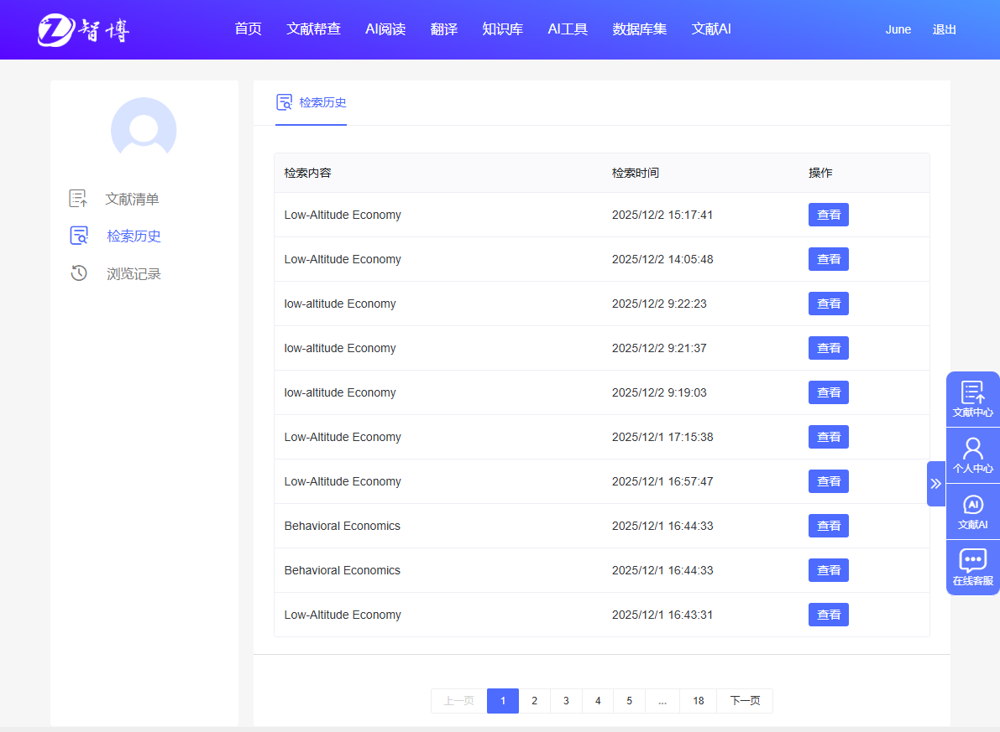 智博 首页 文献帮查 AI阅读 翻译 知识库 AI工具 数据库集 文献AI June 退出
文献清单
检索历史
浏览记录
检索历史
检索内容 检索时间 操作
Low-Altitude Economy 2025/12/2 15:17:41 查看
Low-Altitude Economy 2025/12/2 14:05:48 查看
low-altitude Economy 2025/12/2 9:22:23 查看
low-altitude Economy 2025/12/2 9:21:37 查看
low-altitude Economy 2025/12/2 9:19:03 查看
Low-Altitude Economy 2025/12/1 17:15:38 查看
Low-Altitude Economy 2025/12/1 16:57:47 查看
Behavioral Economics 2025/12/1 16:44:33 查看
Behavioral Economics 2025/12/1 16:44:33 查看
Low-Altitude Economy 2025/12/1 16:43:31 查看
上一页 1 2 3 4 5 ... 18 下一页
文献中心
个人中心
AI
文献AI
在线客服